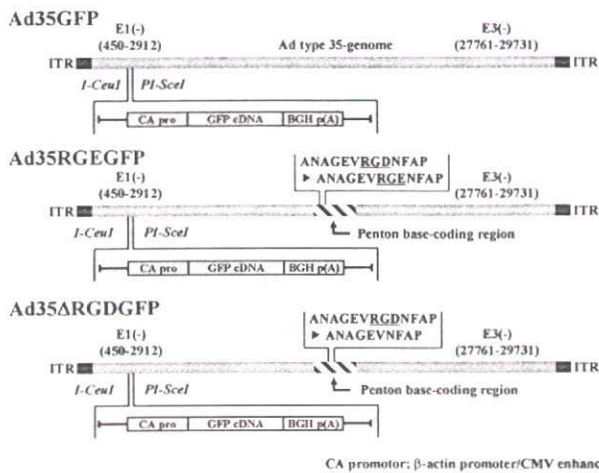 Ad35GFP
E1(-) E3(-)
(450-2912) Ad type 35-genome (27761-29731)
ITR ITR
I-CeuI PI-SceI
CA pro GFP cDNA BGH p(A)
Ad35RGEGFP
ANAGEVRGDNFAP
E1(-) ▶ ANAGEVRGENFAP E3(-)
(450-2912) (27761-29731)
ITR ITR
I-CeuI PI-SceI Penton base-coding region
CA pro GFP cDNA BGH p(A)
Ad35ΔRGDGFP
ANAGEVRGDNFAP
E1(-) ▶ ANAGEVNFAP E3(-)
(450-2912) (27761-29731)
ITR ITR
I-CeuI PI-SceI Penton base-coding region
CA pro GFP cDNA BGH p(A)
CA promotor; β-actin promoter/CMV enhanc